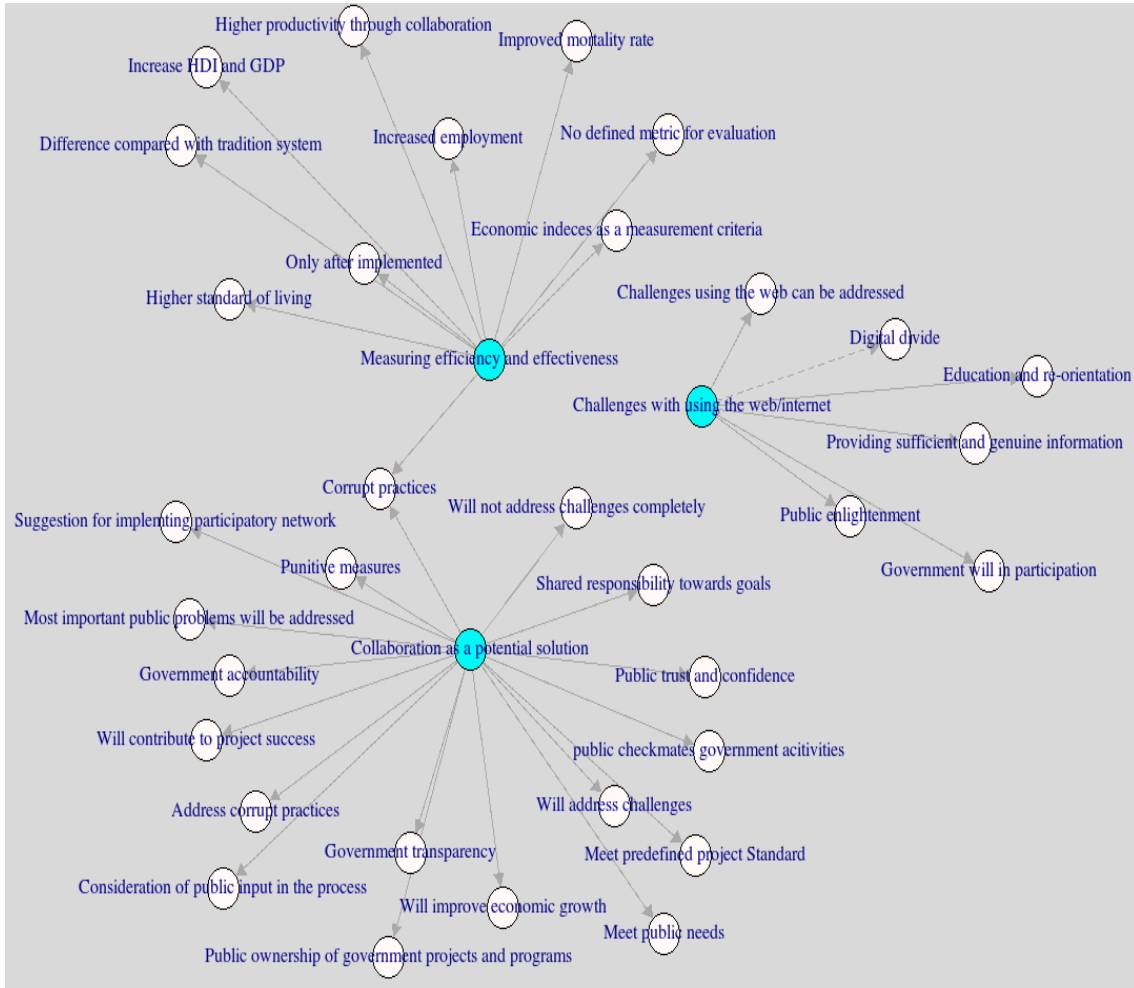 Higher productivity through collaboration
Improved mortality rate
Increase HDI and GDP
Increased employment
No defined metric for evaluation
Difference compared with tradition system
Economic indeces as a measurement criteria
Only after implemented
Higher standard of living
Challenges using the web can be addressed
Digital divide
Measuring efficiency and effectiveness
Education and re-orientation
Challenges with using the web/internet
Providing sufficient and genuine information
Corrupt practices
Will not address challenges completely
Public enlightenment
Suggestion for implemting participatory network
Punitive measures
Government will in participation
Shared responsibility towards goals
Most important public problems will be addressed
Collaboration as a potential solution
Government accountability
Public trust and confidence
Will contribute to project success
public checkmates government acitivities
Will address challenges
Address corrupt practices
Government transparency
Meet predefined project Standard
Consideration of public input in the process
Will improve economic growth
Meet public needs
Public ownership of government projects and programs